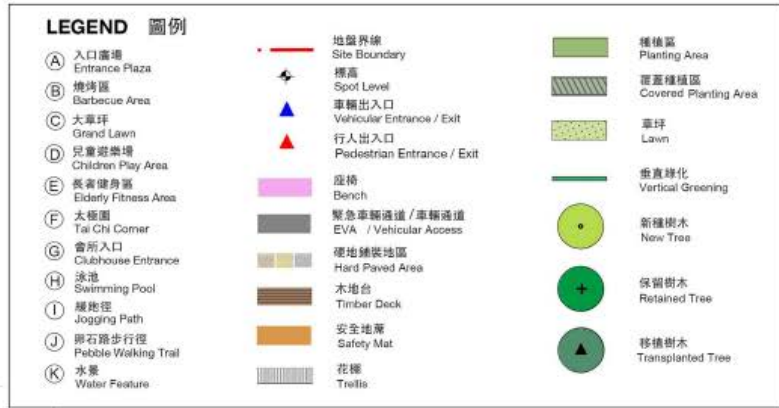 LEGEND 圖例
A 入口廣場
Entrance Plaza
B 燒烤區
Barbecue Area
C 大草坪
Grand Lawn
D 兒童遊樂場
Children Play Area
E 長者健身區
Elderly Fitness Area
F 太極園
Tai Chi Corner
G 會所入口
Clubhouse Entrance
H 泳池
Swimming Pool
I 緩跑徑
Jogging Path
J 卵石路步行徑
Pebble Walking Trail
K 水景
Water Feature
地盤界線
Site Boundary
標高
Spot Level
車輛出入口
Vehicular Entrance / Exit
行人出入口
Pedestrian Entrance / Exit
座椅
Bench
緊急車輛通道/車輛通道
EVA / Vehicular Access
硬地鋪裝地區
Hard Paved Area
木地台
Timber Deck
安全地蓆
Safety Mat
花棚
Trellis
種植區
Planting Area
覆蓋種植區
Covered Planting Area
草坪
Lawn
垂直綠化
Vertical Greening
新種樹木
New Tree
保留樹木
Retained Tree
移植樹木
Transplanted Tree